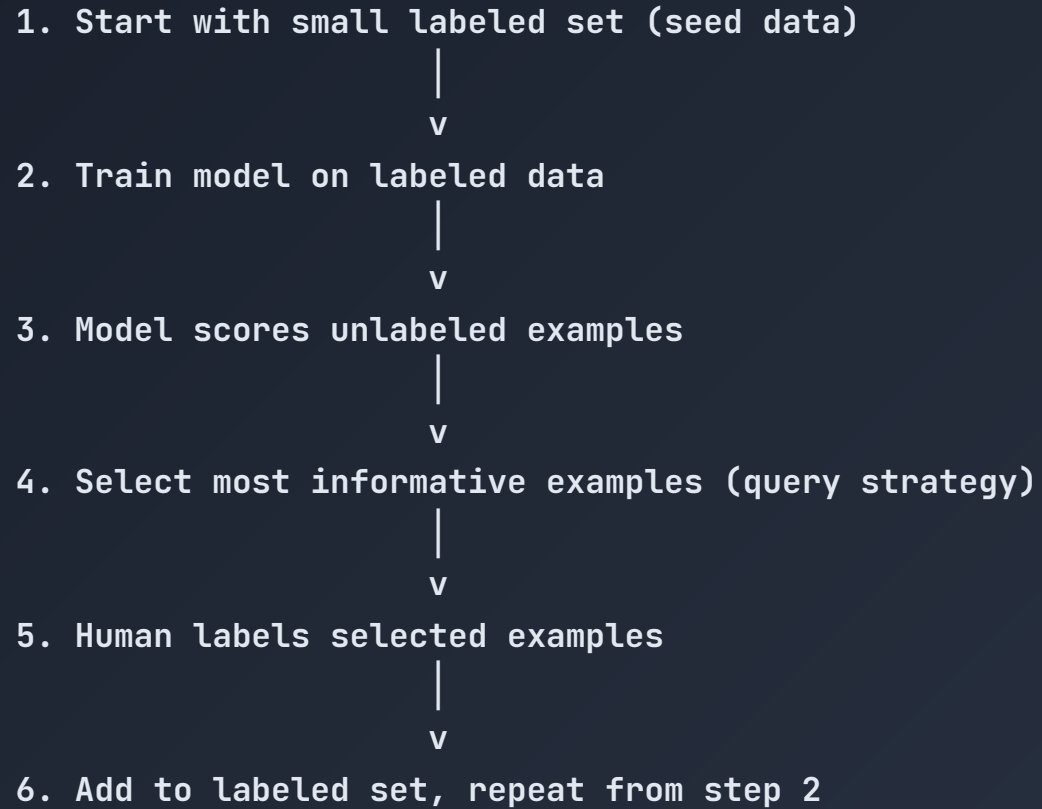 1. Start with small labeled set (seed data)
│
v
2. Train model on labeled data
│
v
3. Model scores unlabeled examples
│
v
4. Select most informative examples (query strategy)
│
v
5. Human labels selected examples
│
v
6. Add to labeled set, repeat from step 2